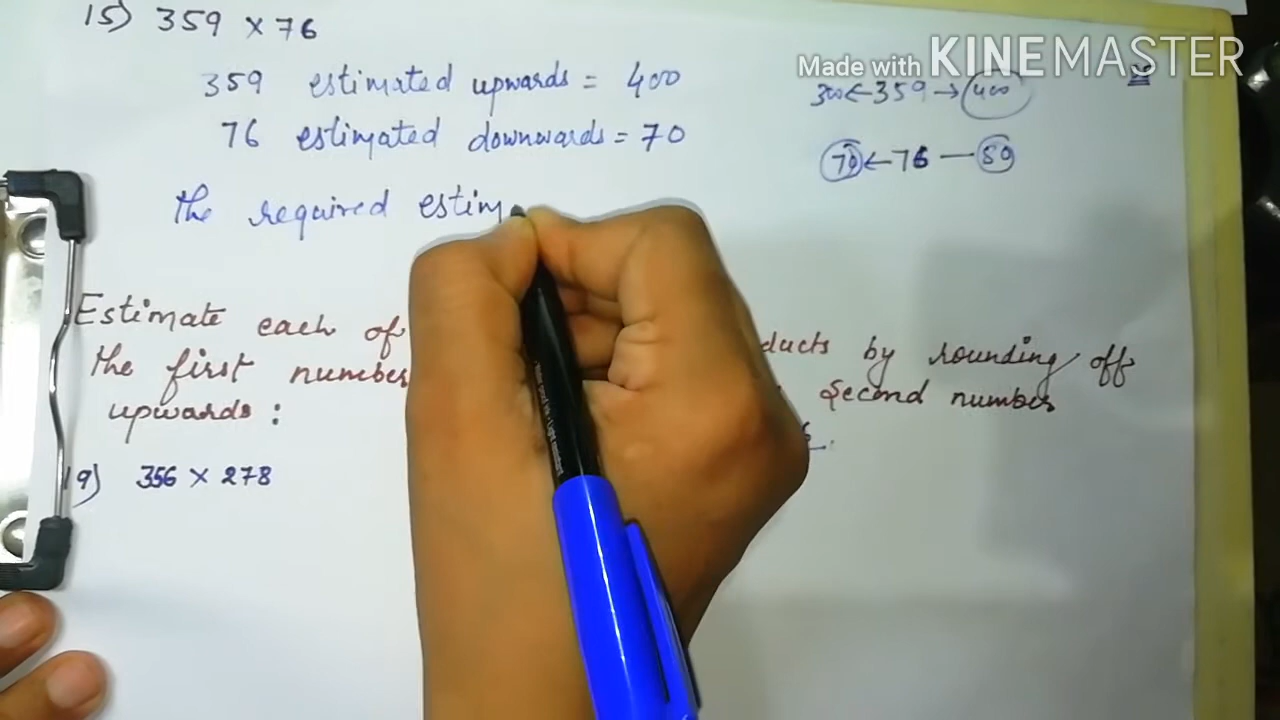 15) 359 × 76
359 estimated upwards = 400
76 estimated downwards = 70
300 ← 359 → 400
70 ← 76 — 80
the required estim
Estimate each of ducts by rounding off
the first number second number
upwards :
19) 356 × 278
Made with KINEMASTER